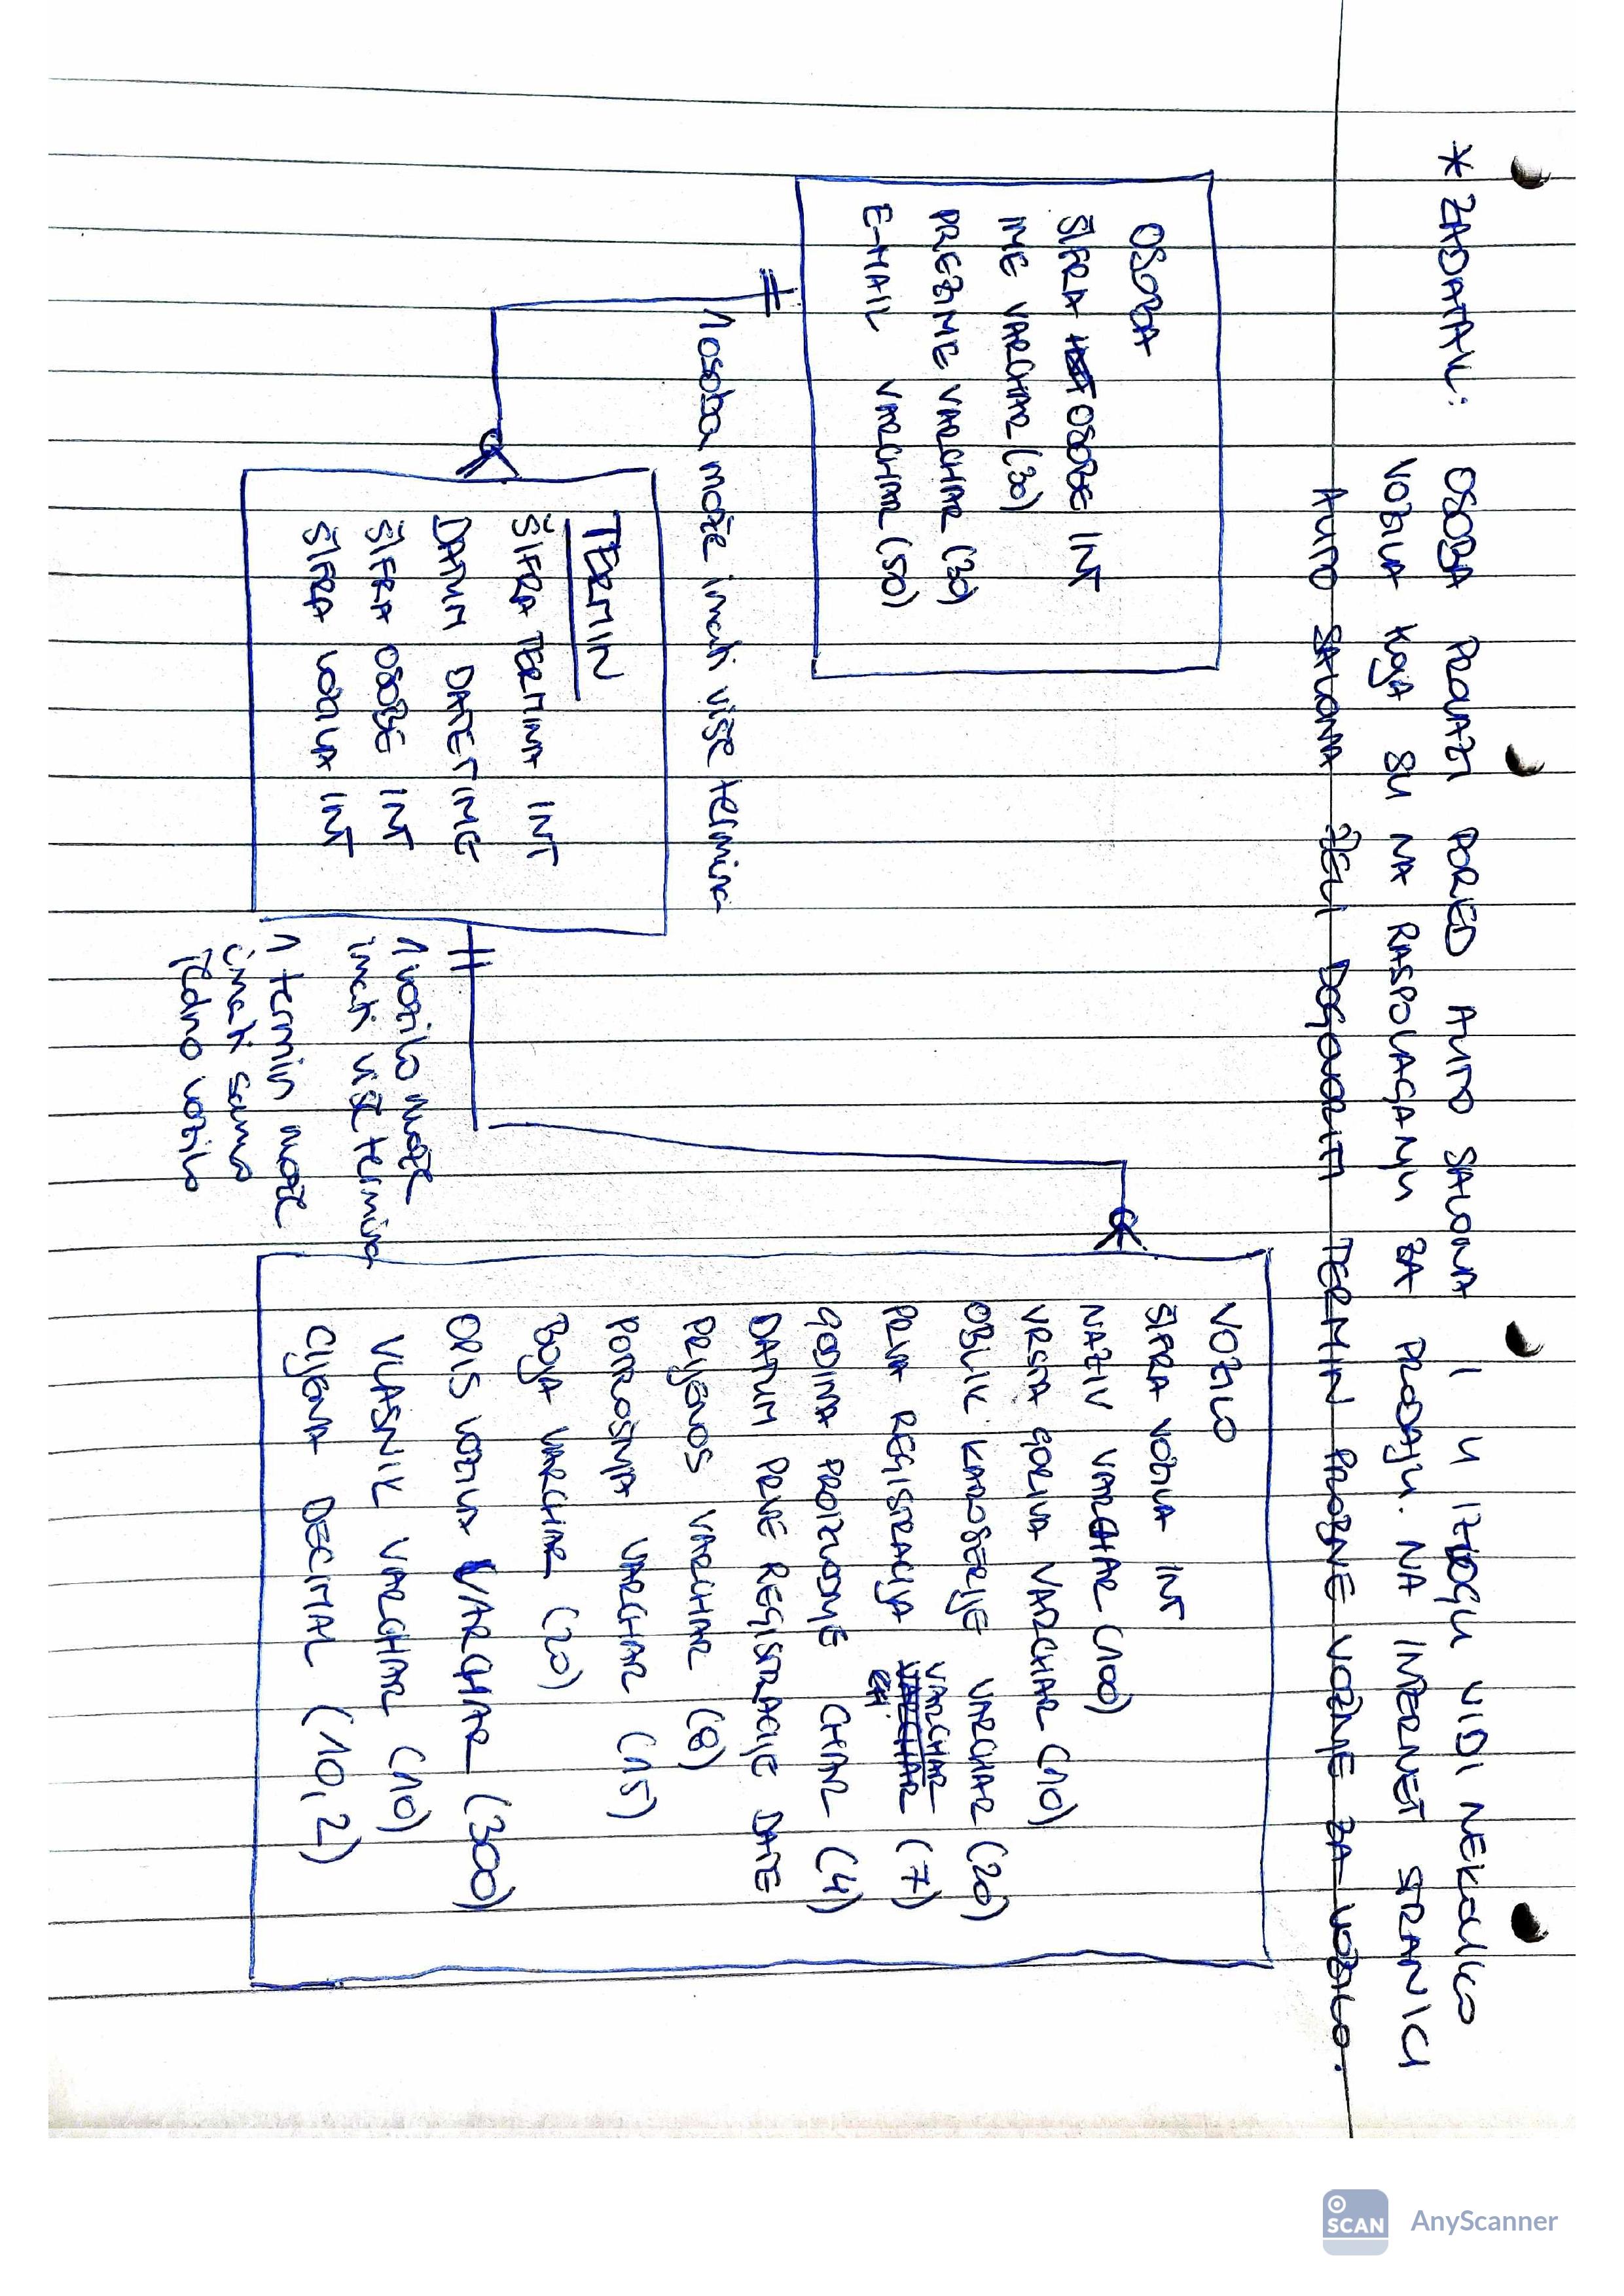 * ZADATAK: OSOBA PROLAZI PORED AUTO SALONA I U IZLOGU VIDI NEKOLIKO
VOZILA KOJA SU NA RASPOLAGANJU ZA PRODAJU. NA INTERNET STRANICI
AUTO SALONA ŽELI DOGOVORITI TERMIN PROBNE VOŽNJE ZA VOZILO.
OSOBA
ŠIFRA OSOBE INT
IME VARCHAR (30)
PREZIME VARCHAR (30)
E-MAIL VARCHAR (50)
1 osoba može imati više termina
TERMIN
ŠIFRA TERMINA INT
DATUM DATETIME
ŠIFRA OSOBE INT
ŠIFRA VOZILA INT
1 vozilo može
imati više termina
1 termin može
imati samo
jedno vozilo
VOZILO
ŠIFRA VOZILA INT
NAZIV VARCHAR (100)
VRSTA GORIVA VARCHAR (10)
OBLIK KAROSERIJE VARCHAR (20)
PRVA REGISTRACIJA VARCHAR (7)
GODINA PROIZVODNJE CHAR (4)
DATUM PRVE REGISTRACIJE DATE
PRIJENOS VARCHAR (8)
POTROŠNJA VARCHAR (15)
BOJA VARCHAR (20)
OPIS VOZILA VARCHAR (300)
VLASNIK VARCHAR (10)
CIJENA DECIMAL (10,2)
AnyScanner
SCAN